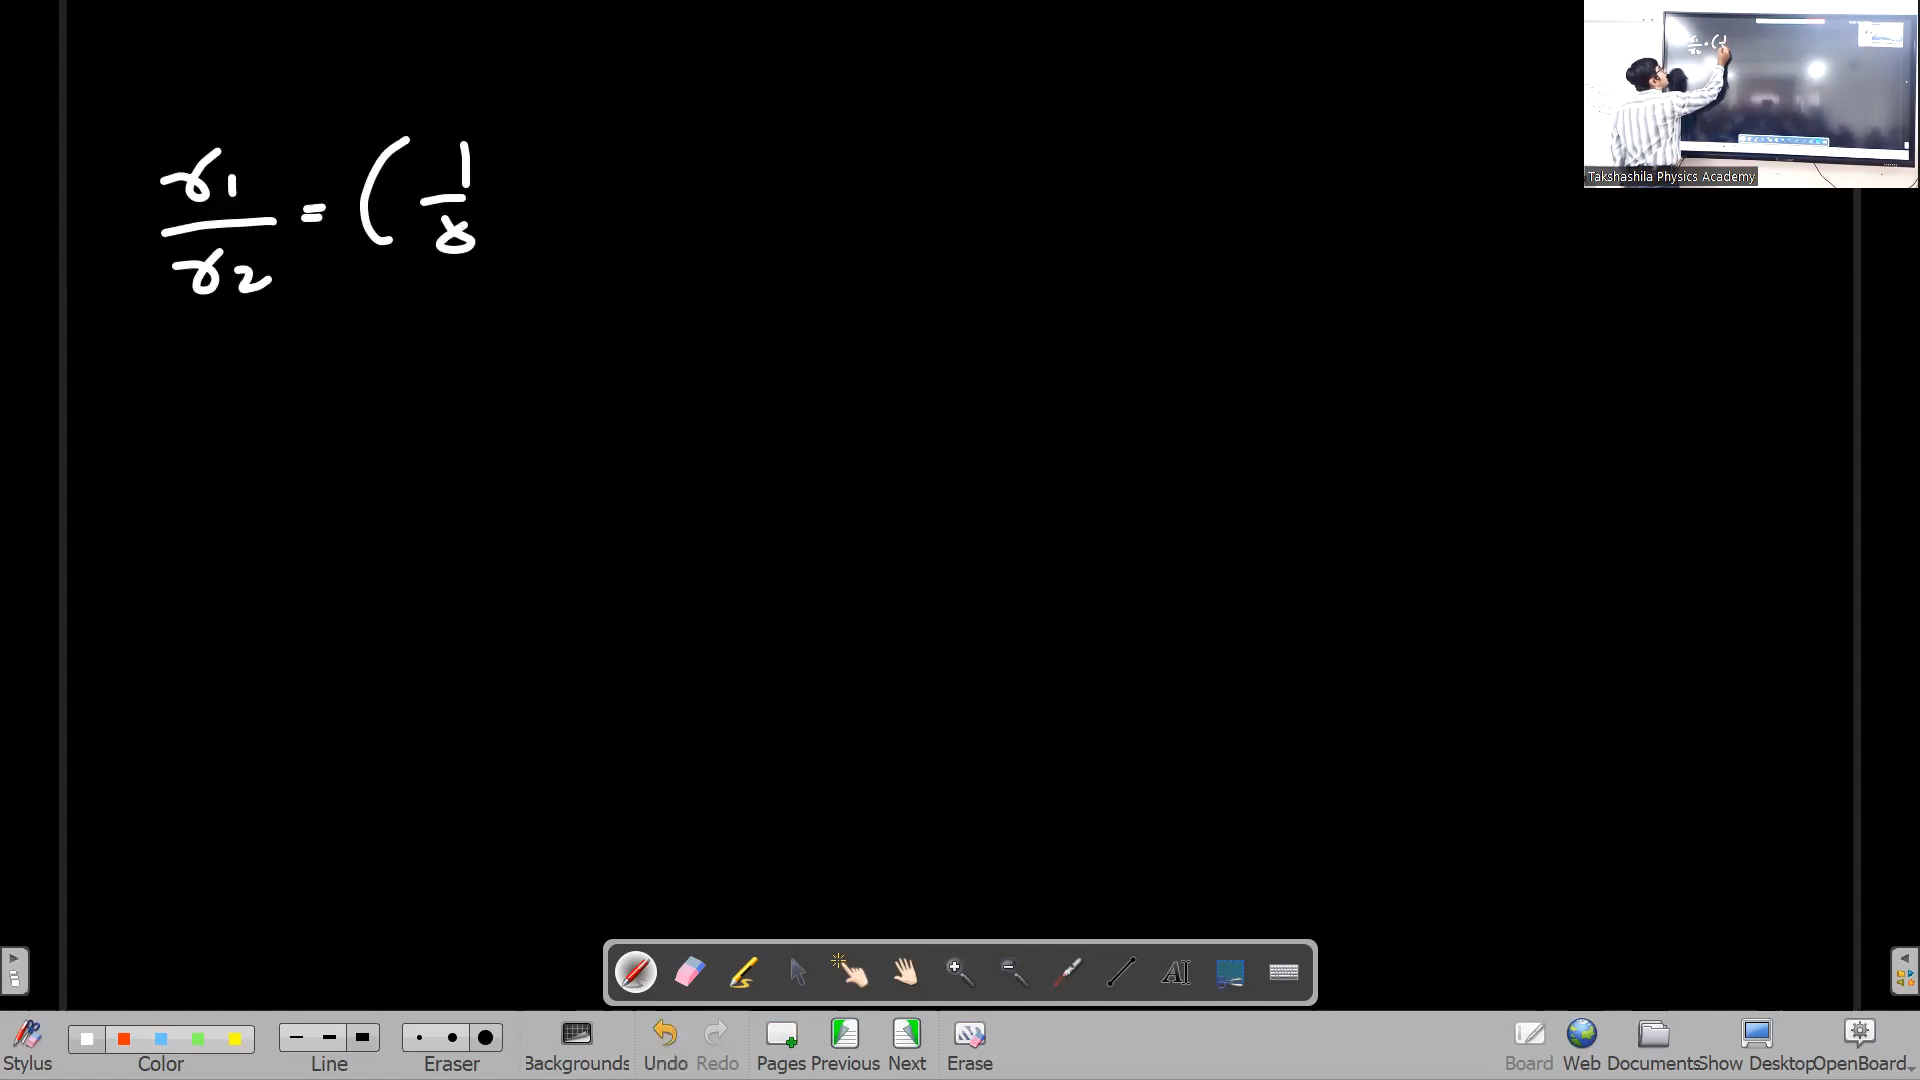 r1/r2 = ( 1/8
Takshashila Physics Academy
Stylus Color Line Eraser Backgrounds Undo Redo Pages Previous Next Erase Board Web Documents Show Desktop OpenBoard